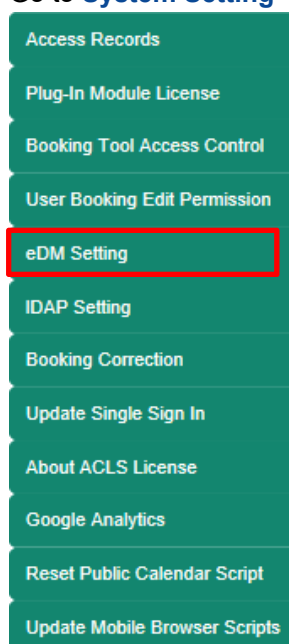 Go to System Setting
Access Records
Plug-In Module License
Booking Tool Access Control
User Booking Edit Permission
eDM Setting
IDAP Setting
Booking Correction
Update Single Sign In
About ACLS License
Google Analytics
Reset Public Calendar Script
Update Mobile Browser Scripts